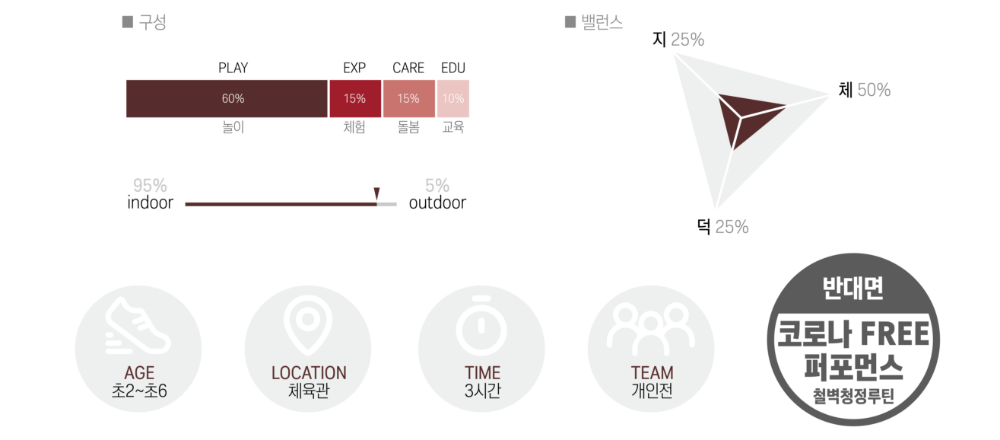 ■ 구성
PLAY EXP CARE EDU
60% 15% 15% 10%
놀이 체험 돌봄 교육
95% 5%
indoor outdoor
■ 밸런스
지 25%
체 50%
덕 25%
AGE
초2~초6
LOCATION
체육관
TIME
3시간
TEAM
개인전
반대면
코로나 FREE
퍼포먼스
철벽청정루틴